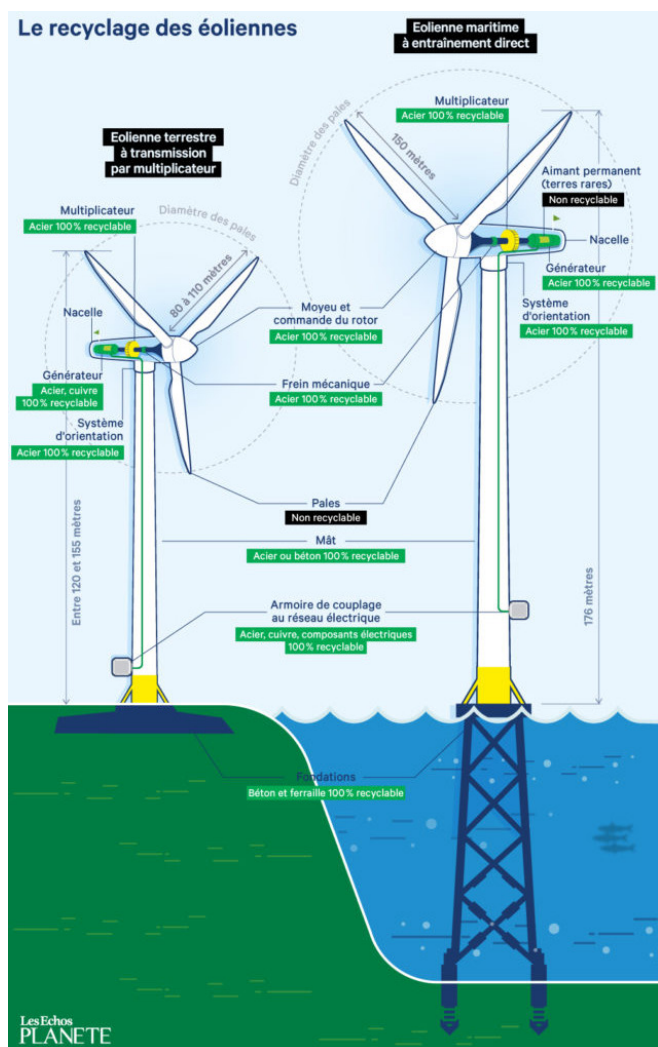 Le recyclage des éoliennes
Eolienne maritime
à entraînement direct
Multiplicateur
Acier 100% recyclable
Diamètre des pales
150 mètres
Eolienne terrestre
à transmission
par multiplicateur
Aimant permanent
(terres rares)
Non recyclable
Multiplicateur
Acier 100% recyclable
Diamètre des pales
Nacelle
80 à 110 mètres
Générateur
Acier 100% recyclable
Nacelle
Moyeu et
commande du rotor
Acier 100% recyclable
Système
d'orientation
Acier 100% recyclable
Générateur
Acier, cuivre
100% recyclable
Frein mécanique
Acier 100% recyclable
Système
d'orientation
Acier 100% recyclable
Pales
Non recyclable
Mât
Acier ou béton 100% recyclable
Entre 120 et 155 mètres
176 mètres
Armoire de couplage
au réseau électrique
Acier, cuivre, composants électriques
100% recyclable
Fondations
Béton et ferraille 100% recyclable
Les Echos
PLANETE